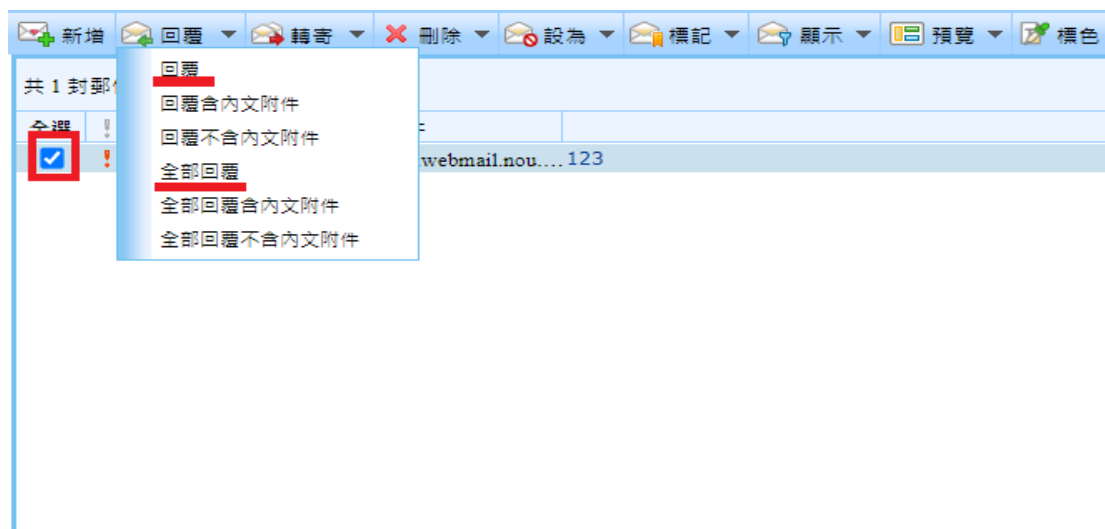 新增 回覆 轉寄 刪除 設為 標記 顯示 預覽 標色
回覆
共 1 封郵
回覆含內文附件
全選 !
回覆不含內文附件
! webmail.nou.... 123
全部回覆
全部回覆含內文附件
全部回覆不含內文附件